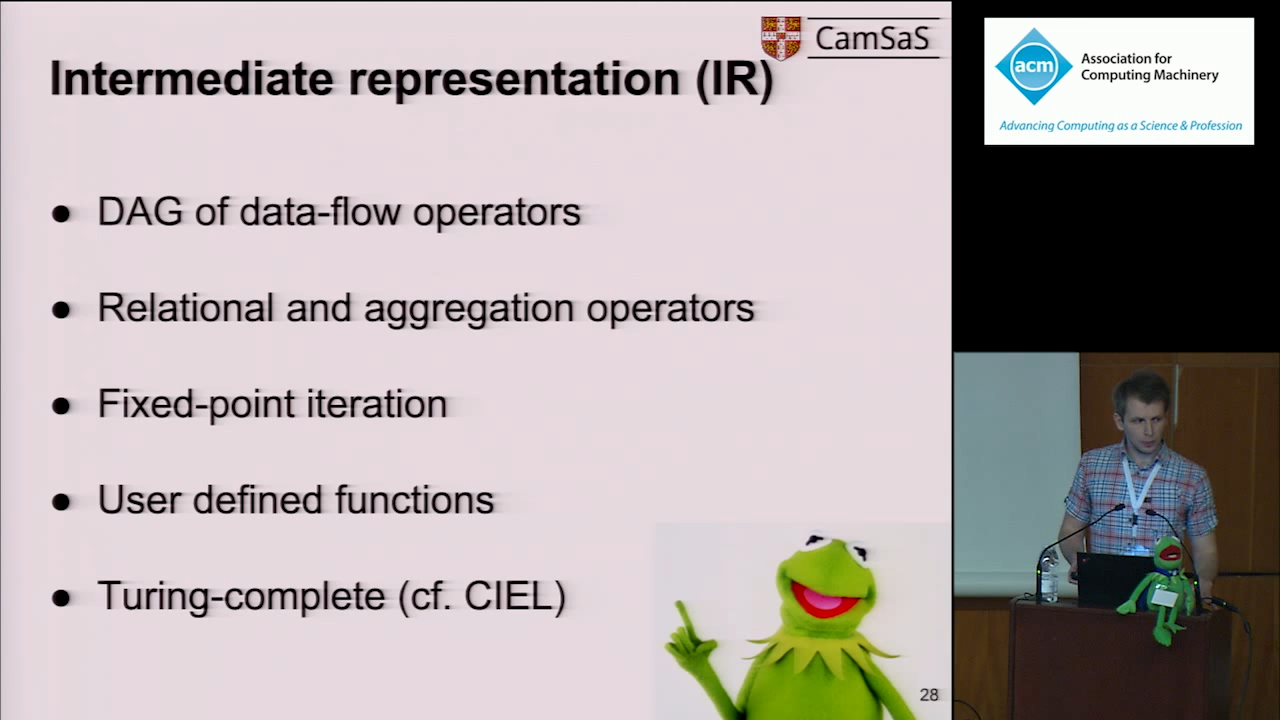 CamSaS
Intermediate representation (IR)
● DAG of data-flow operators
● Relational and aggregation operators
● Fixed-point iteration
● User defined functions
● Turing-complete (cf. CIEL)
28
acm
Association for
Computing Machinery
Advancing Computing as a Science & Profession